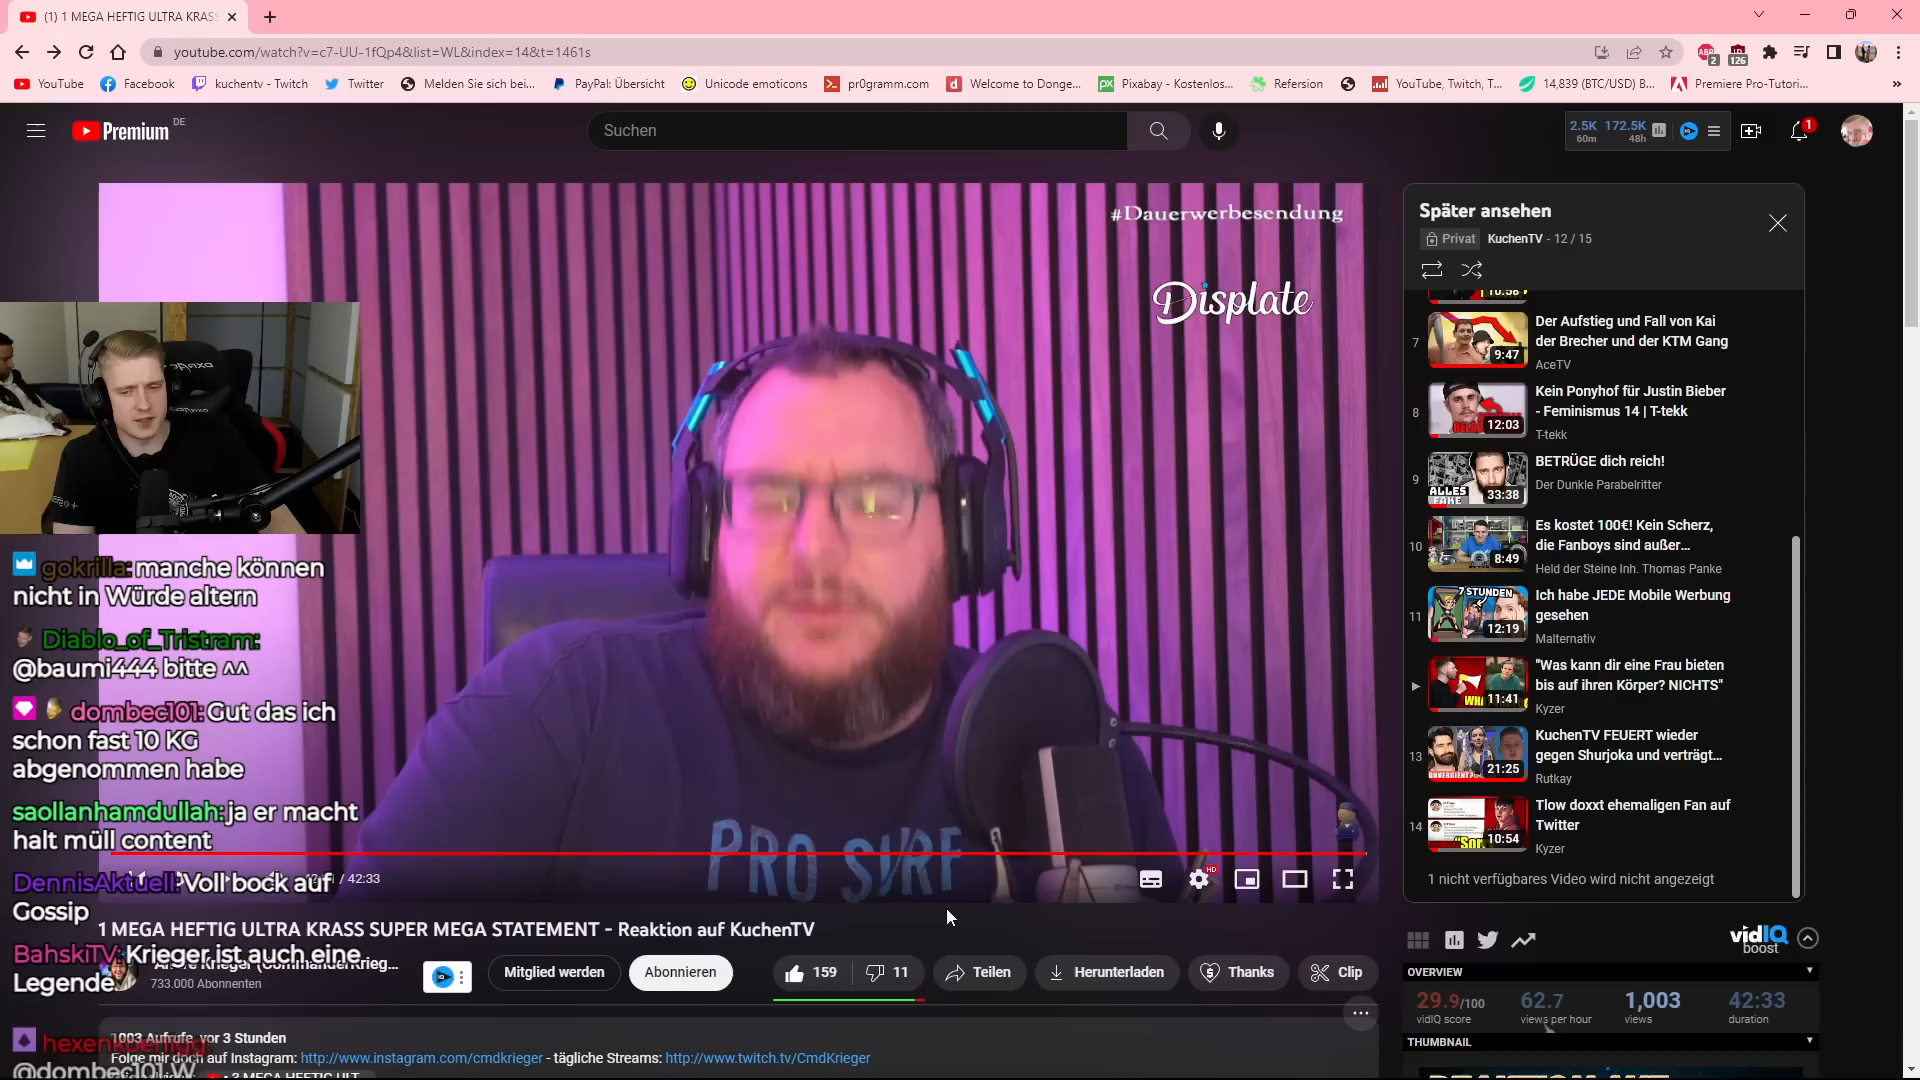 (1) 1 MEGA HEFTIG ULTRA KRASS
youtube.com/watch?v=c7-UU-1fQp4&list=WL&index=14&t=1461s
2
126
YouTube
Facebook
kuchentv - Twitch
Twitter
Melden Sie sich bei...
PayPal: Übersicht
Unicode emoticons
pr0gramm.com
Welcome to Donge...
Pixabay - Kostenlos...
Refersion
YouTube, Twitch, T...
14,839 (BTC/USD) B...
Premiere Pro-Tutori...
Premium DE
Suchen
2.5K 172.5K
60m 48h
1
#Dauerwerbesendung
Displate
PRO SURF
gokrilla: manche können
nicht in Würde altern
Diablo_of_Tristram:
@baumi444 bitte ^^
dombec101: Gut das ich
schon fast 10 KG
abgenommen habe
saollanhamdullah: ja er macht
halt müll content
DennisAktuell: Voll bock auf
Gossip
BahskiTV: Krieger ist auch eine
Legende
@dombec101 W
/ 42:33
HD
1 MEGA HEFTIG ULTRA KRASS SUPER MEGA STATEMENT - Reaktion auf KuchenTV
733.000 Abonnenten
Mitglied werden
Abonnieren
159
11
Teilen
Herunterladen
Thanks
Clip
1003 Aufrufe vor 3 Stunden
Folge mir doch auf Instagram: http://www.instagram.com/cmdkrieger - tägliche Streams: http://www.twitch.tv/CmdKrieger
Später ansehen
Privat
KuchenTV - 12 / 15
10:58
7
9:47
Der Aufstieg und Fall von Kai
der Brecher und der KTM Gang
AceTV
8
12:03
Kein Ponyhof für Justin Bieber
- Feminismus 14 | T-tekk
T-tekk
9
ALLES
FAKE
33:38
BETRÜGE dich reich!
Der Dunkle Parabelritter
10
8:49
Es kostet 100€! Kein Scherz,
die Fanboys sind außer...
Held der Steine Inh. Thomas Panke
11
7 STUNDEN
12:19
Ich habe JEDE Mobile Werbung
gesehen
Malternativ
11:41
"Was kann dir eine Frau bieten
bis auf ihren Körper? NICHTS"
Kyzer
13
21:25
KuchenTV FEUERT wieder
gegen Shurjoka und verträgt...
Rutkay
14
10:54
Tlow doxxt ehemaligen Fan auf
Twitter
Kyzer
1 nicht verfügbares Video wird nicht angezeigt
vidIQ
boost
OVERVIEW
29.9/100
vidIQ score
62.7
views per hour
1,003
views
42:33
duration
THUMBNAIL